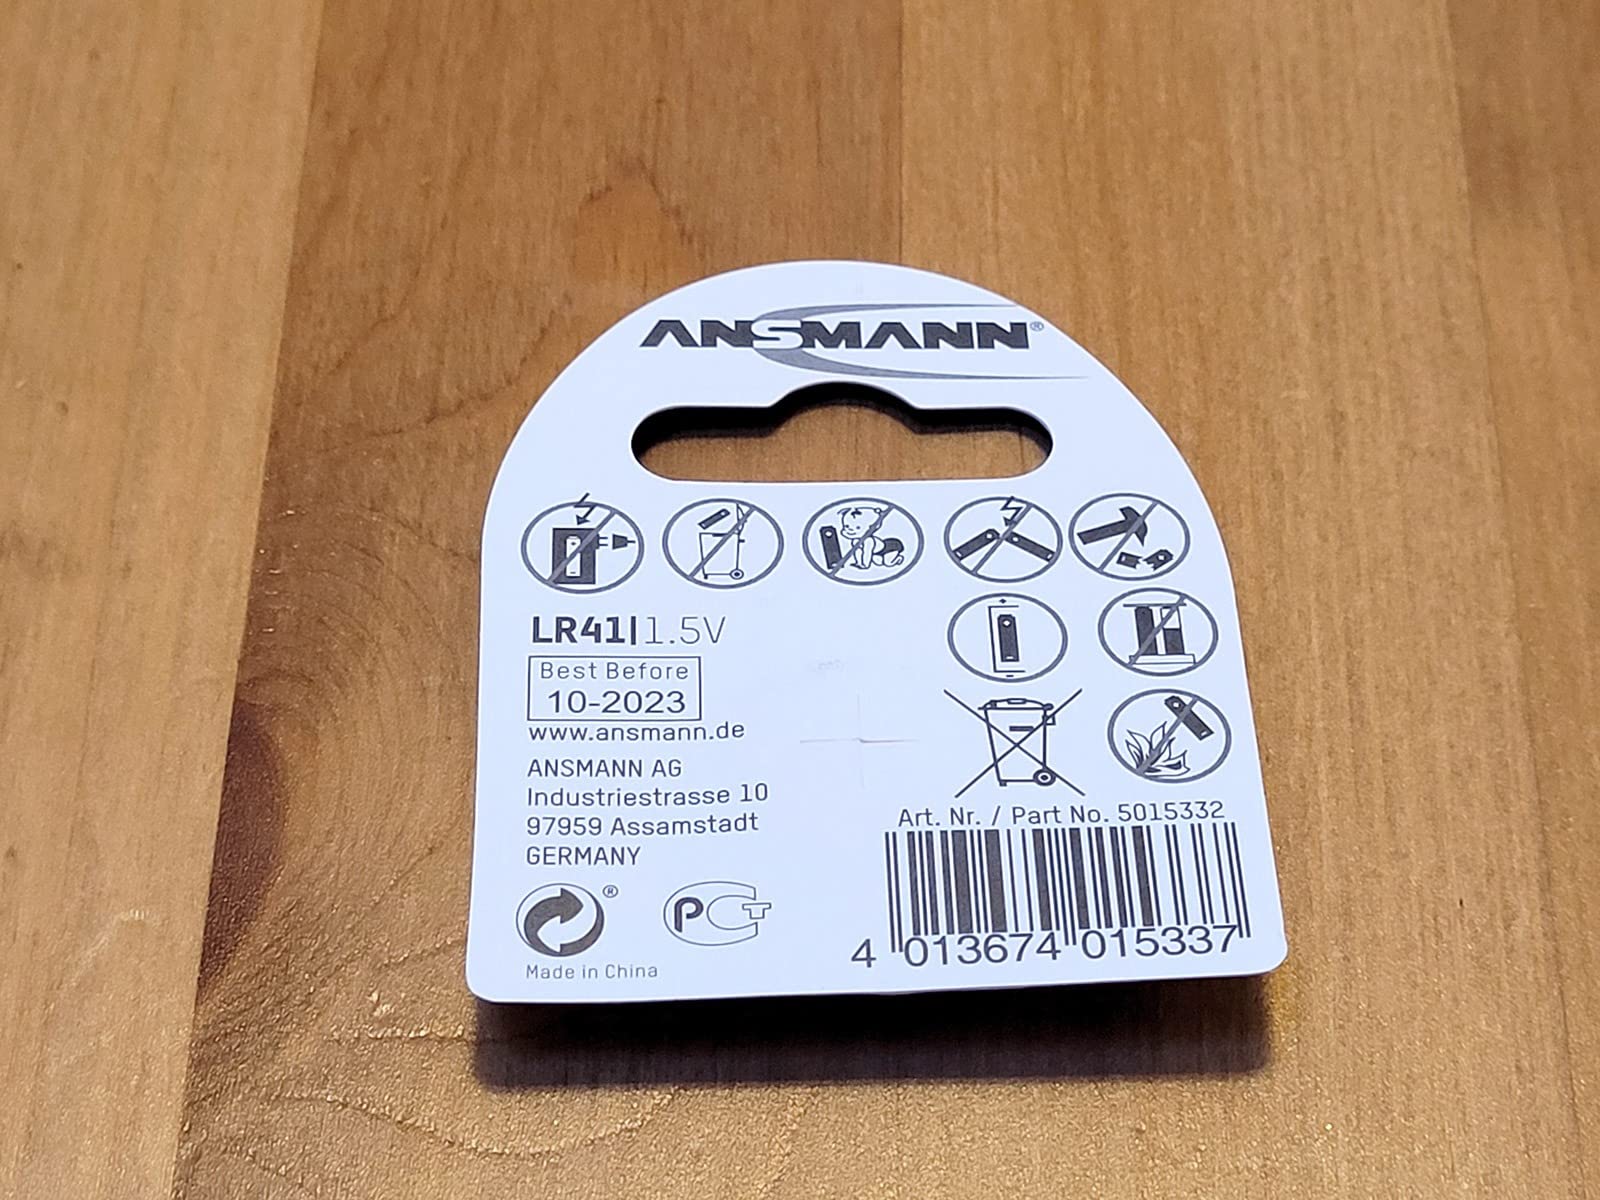 ANSMANN®
LR41|1.5V
Best Before
10-2023
www.ansmann.de
ANSMANN AG
Industriestrasse 10
97959 Assamstadt
GERMANY
®
PCT
Made in China
Art. Nr. / Part No. 5015332
4 013674 015337